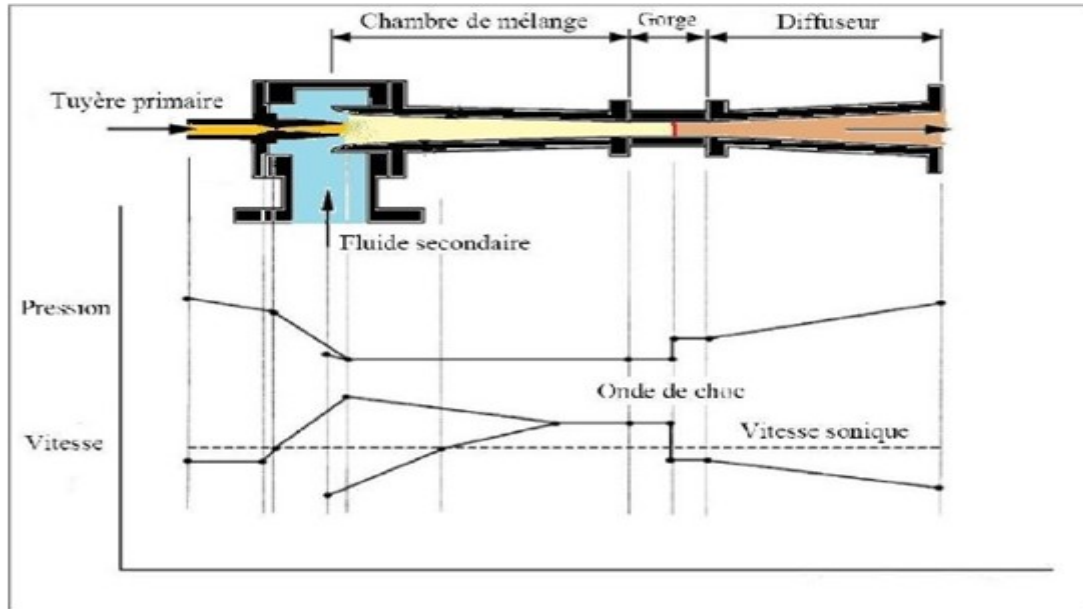 Chambre de mélange
Gorge
Diffuseur
Tuyère primaire
Fluide secondaire
Pression
Onde de choc
Vitesse
Vitesse sonique